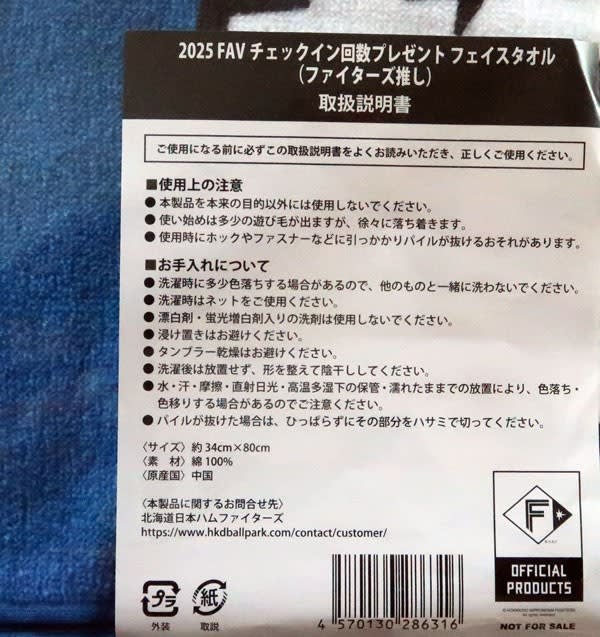 2025 FAV チェックイン回数プレゼント フェイスタオル
（ファイターズ推し）
取扱説明書
ご使用になる前に必ずこの取扱説明書をよくお読みいただき、正しくご使用ください。
■使用上の注意
●本製品を本来の目的以外には使用しないでください。
●使い始めは多少の遊び毛が出ますが、徐々に落ち着きます。
●使用時にホックやファスナーなどに引っかかりパイルが抜けるおそれがあります。
■お手入れについて
●洗濯時に多少色落ちする場合があるので、他のものと一緒に洗わないでください。
●洗濯時はネットをご使用ください。
●漂白剤・蛍光増白剤入りの洗剤は使用しないでください。
●浸け置きはお避けください。
●タンブラー乾燥はお避けください。
●洗濯後は放置せず、形を整えて陰干ししてください。
●水・汗・摩擦・直射日光・高温多湿下の保管・濡れたままでの放置により、色落ち・
色移りする場合があるのでご注意ください。
●パイルが抜けた場合は、ひっぱらずにその部分をハサミで切ってください。
〈サイズ〉約 34cm×80cm
〈素 材〉綿 100%
〈原産国〉中国
〈本製品に関するお問合せ先〉
北海道日本ハムファイターズ
https://www.hkdballpark.com/contact/customer/
プラ
外装
紙
取説
4 570130 286316
F
OFFICIAL
PRODUCTS
© HOKKAIDO NIPPON-HAM FIGHTERS
All rights reserved.
NOT FOR SALE